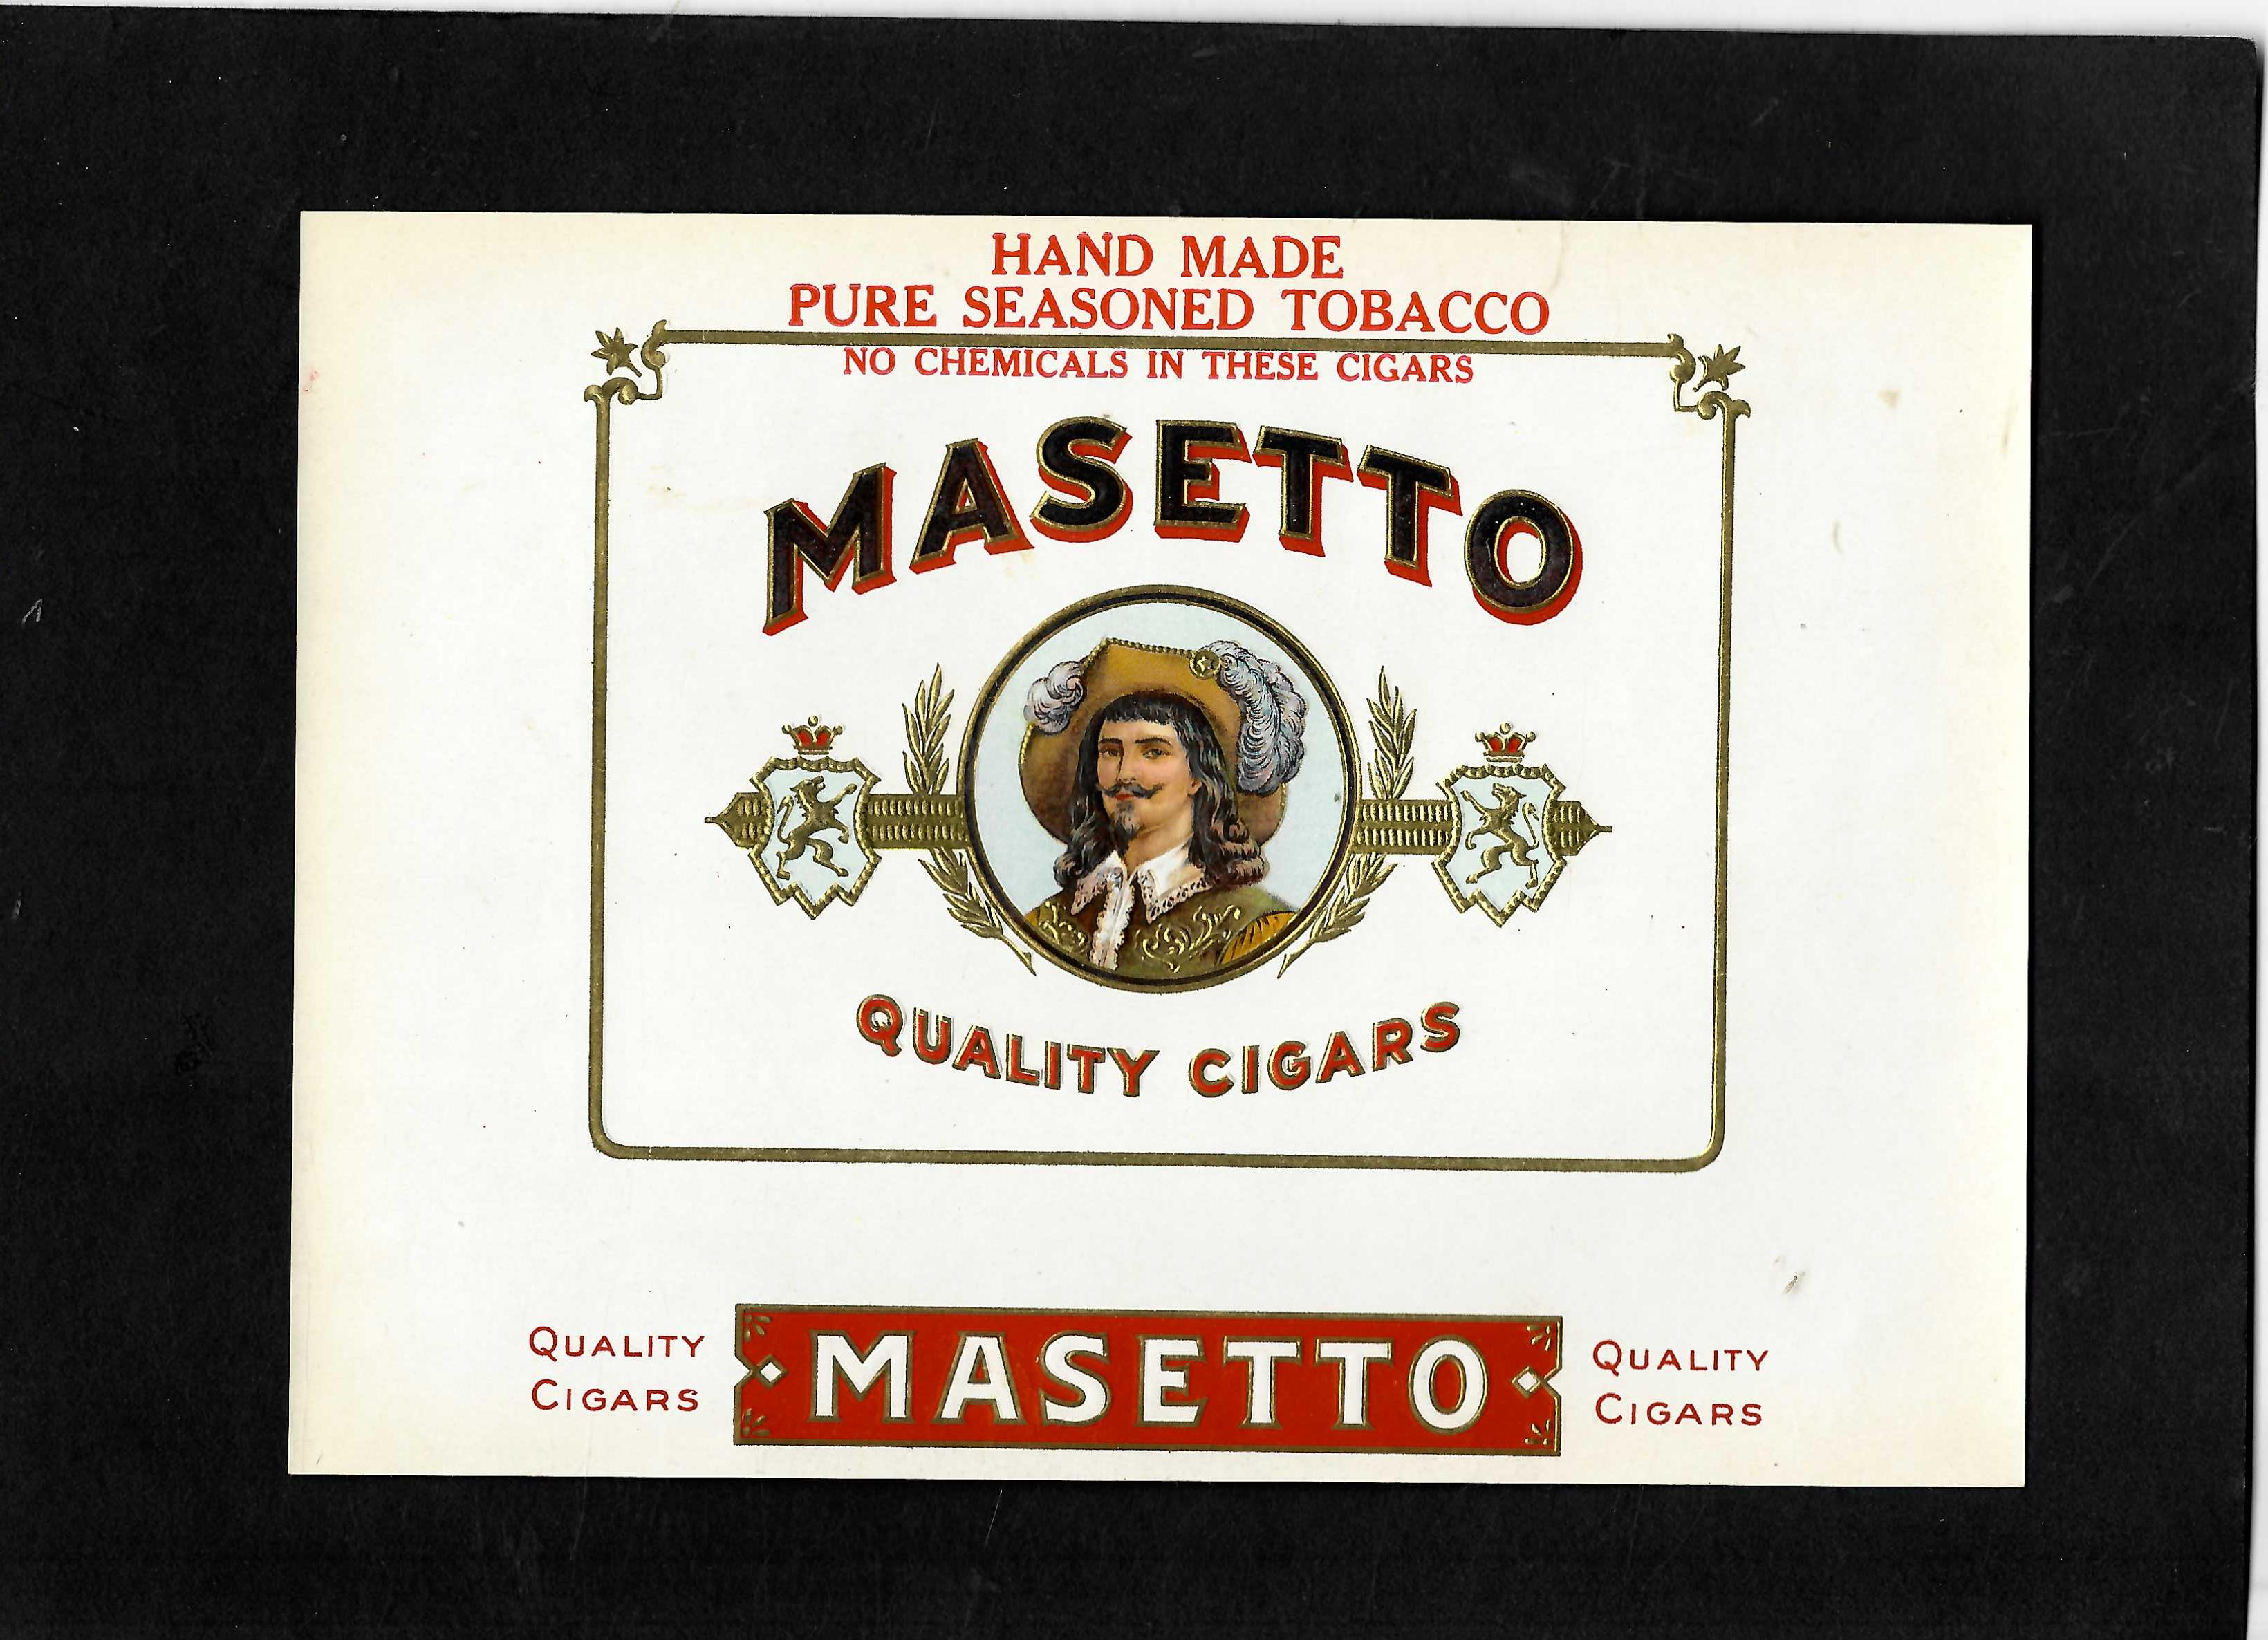 HAND MADE
PURE SEASONED TOBACCO
NO CHEMICALS IN THESE CIGARS
MASETTO
QUALITY CIGARS
QUALITY
CIGARS
MASETTO
QUALITY
CIGARS